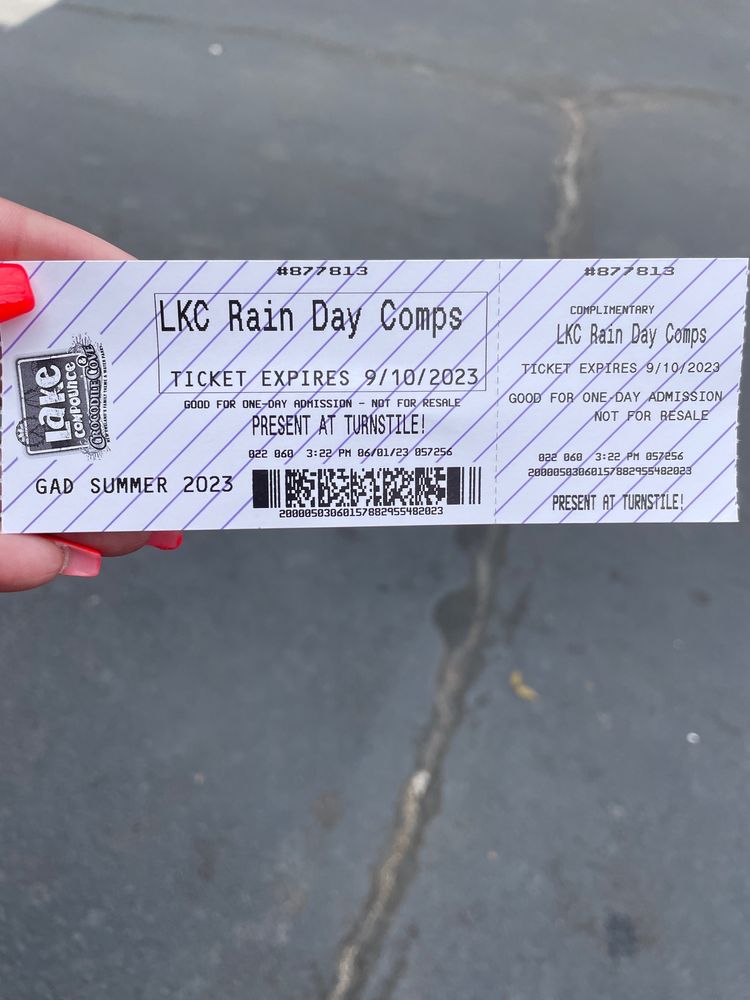 #877813
LKC Rain Day Comps
TICKET EXPIRES 9/10/2023
GOOD FOR ONE-DAY ADMISSION - NOT FOR RESALE
PRESENT AT TURNSTILE!
022 060 3:22 PM 06/01/23 057256
GAD SUMMER 2023
20000503060157882955482023
Lake
COMPOUNCE
&
CROCODILE COVE
#877813
COMPLIMENTARY
LKC Rain Day Comps
TICKET EXPIRES 9/10/2023
GOOD FOR ONE-DAY ADMISSION
NOT FOR RESALE
022 060 3:22 PM 057256
20000503060157882955482023
PRESENT AT TURNSTILE!